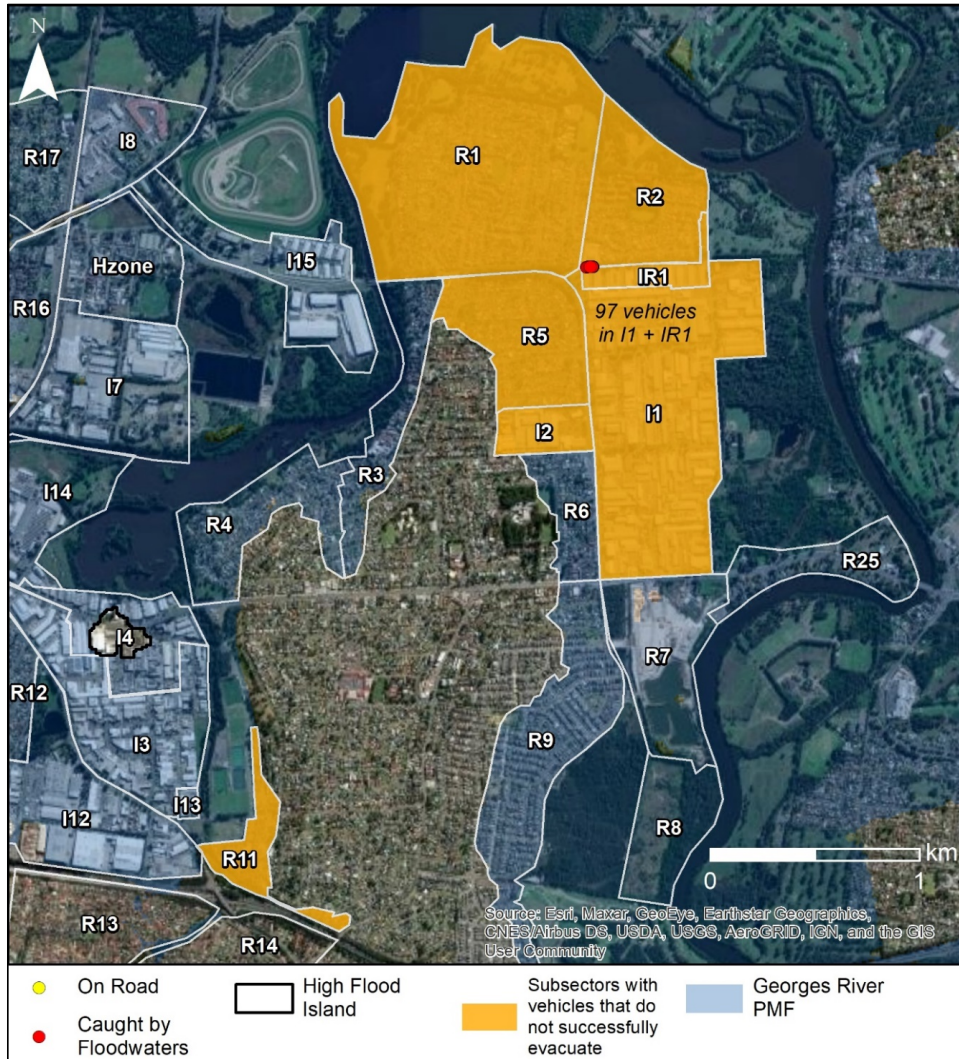 N
R17
I8
R1
R2
Hzone
I15
IR1
R16
97 vehicles
in I1 + IR1
R5
I7
I1
I2
R3
I14
R6
R4
R25
I4
R7
R12
I3
R9
I13
I12
R8
R11
km
0 1
R13
R14
Source: Esri, Maxar, GeoEye, Earthstar Geographics,
CNES/Airbus DS, USDA, USGS, AeroGRID, IGN, and the GIS
User Community
On Road
Caught by
Floodwaters
High Flood
Island
Subsectors with
vehicles that do
not successfully
evacuate
Georges River
PMF